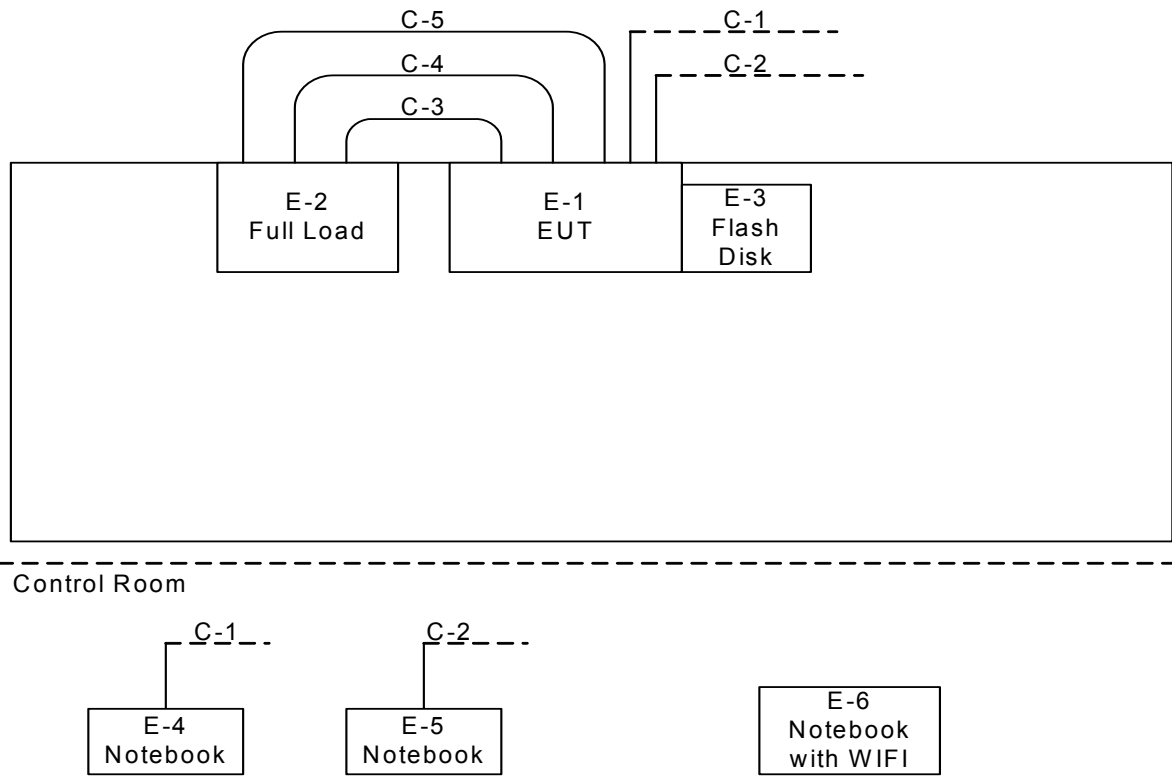 C-5
C-1
C-4
C-2
C-3
E-2
Full Load
E-1
EUT
E-3
Flash
Disk
Control Room
C-1
C-2
E-4
Notebook
E-5
Notebook
E-6
Notebook
with WIFI